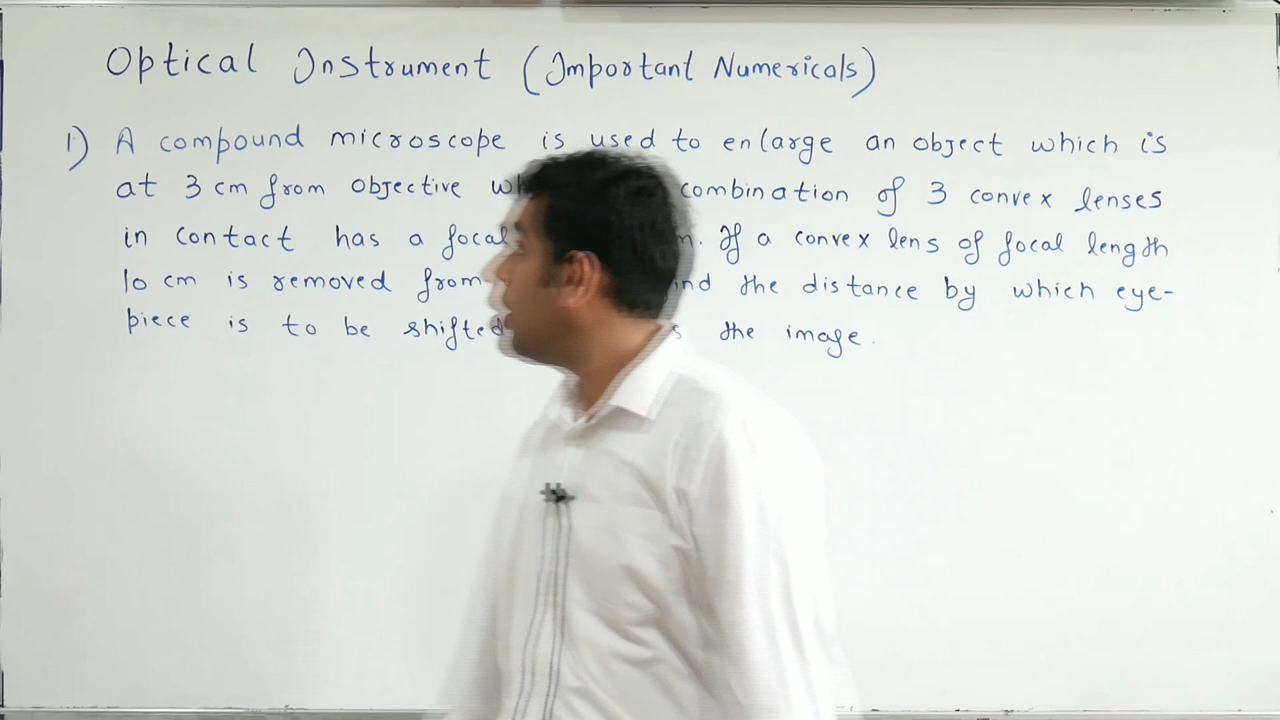 Optical Instrument (Important Numericals)
1) A compound microscope is used to enlarge an object which is
at 3 cm from objective combination of 3 convex lenses
in contact has a focal If a convex lens of focal length
10 cm is removed from the distance by which eye-
piece is to be shifted the image.